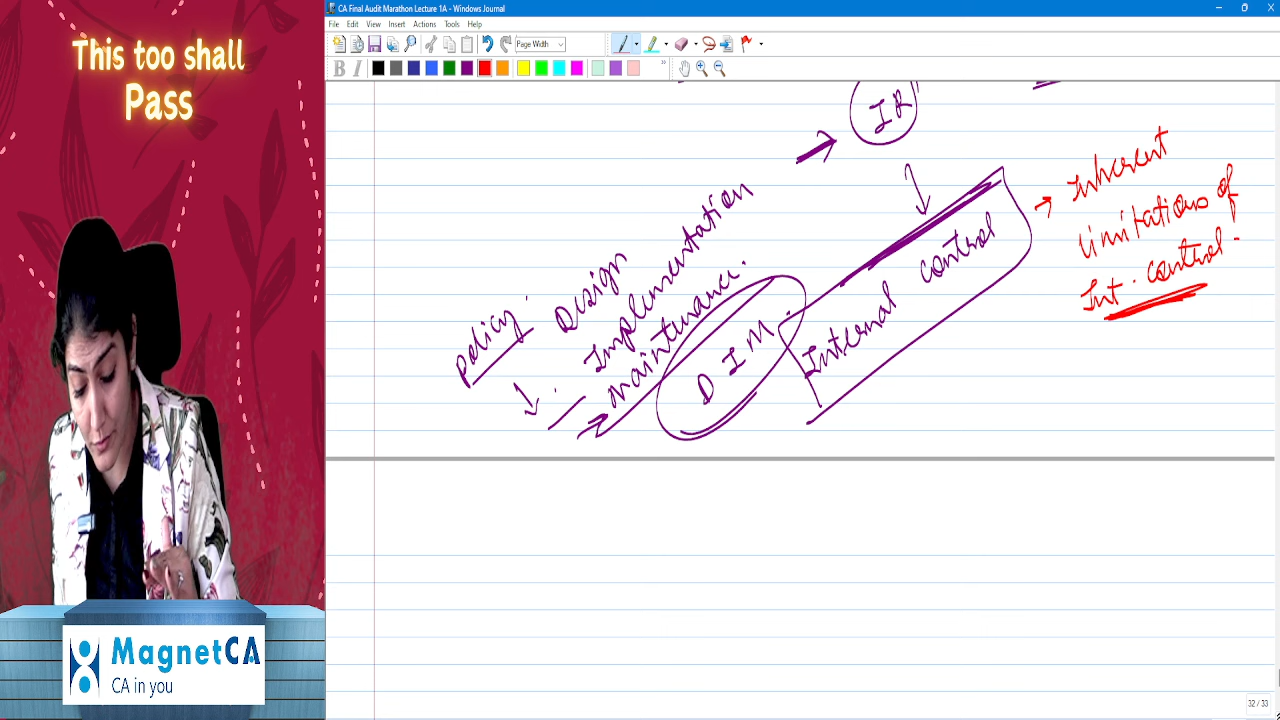 This too shall
Pass
CA Final Audit Marathon Lecture 1A - Windows Journal
File Edit View Insert Actions Tools Help
Page Width
B I
IR
Inherent
limitations of
Int. control.
Internal control
policy
Design
Implementation
Maintenance.
D I M.
MagnetCA
CA in you
32 / 33